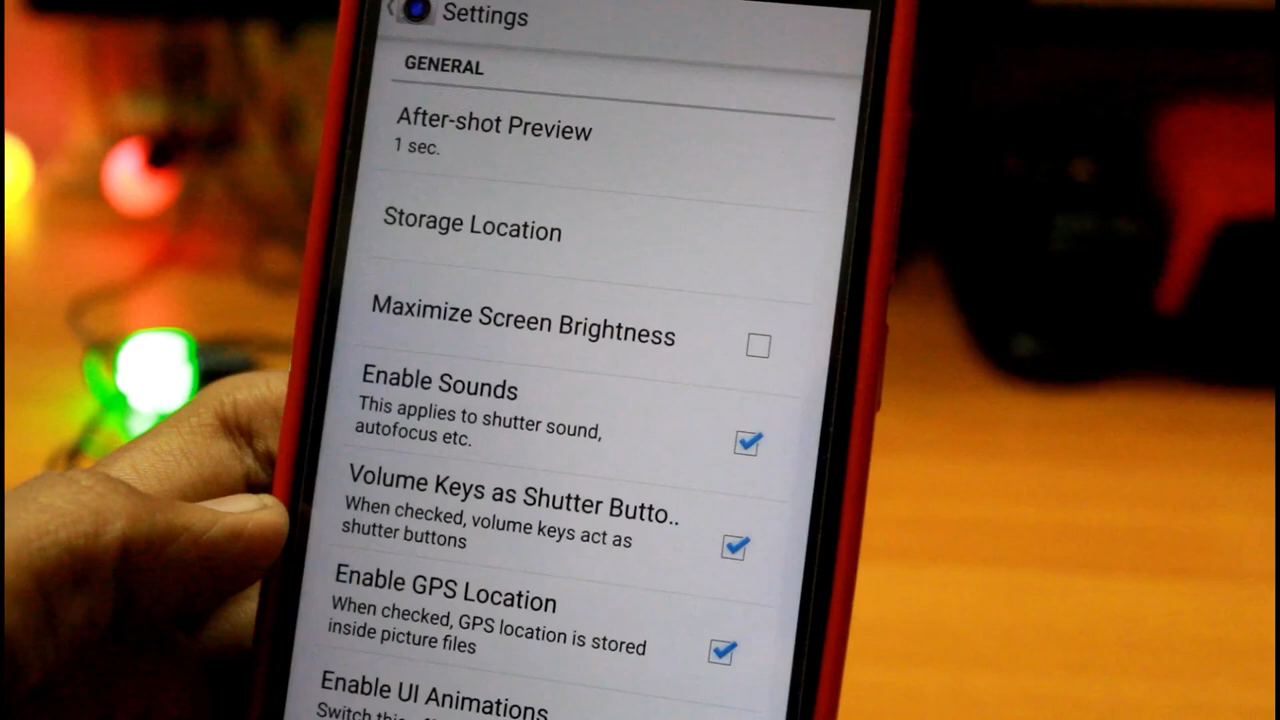 Settings
GENERAL
After-shot Preview
1 sec.
Storage Location
Maximize Screen Brightness
Enable Sounds
This applies to shutter sound,
autofocus etc.
Volume Keys as Shutter Butto..
When checked, volume keys act as
shutter buttons
Enable GPS Location
When checked, GPS location is stored
inside picture files
Enable UI Animations
Switch